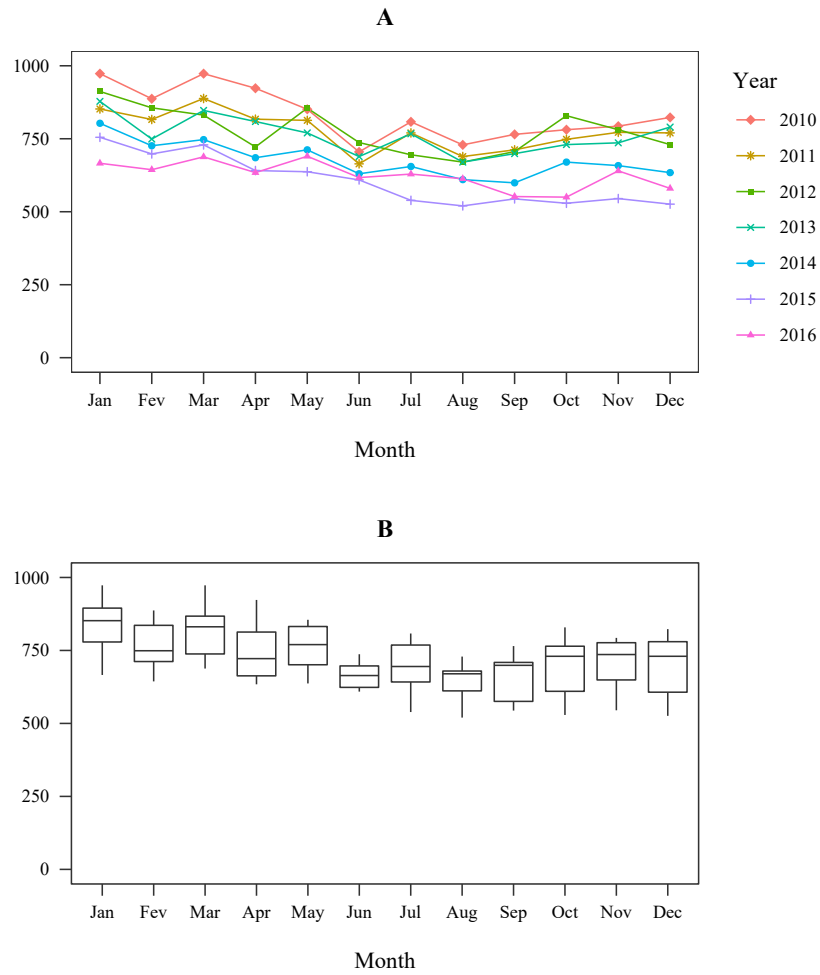 A
1000
750
500
250
0
Jan Fev Mar Apr May Jun Jul Aug Sep Oct Nov Dec
Month
Year
2010
2011
2012
2013
2014
2015
2016
B
1000
750
500
250
0
Jan Fev Mar Apr May Jun Jul Aug Sep Oct Nov Dec
Month